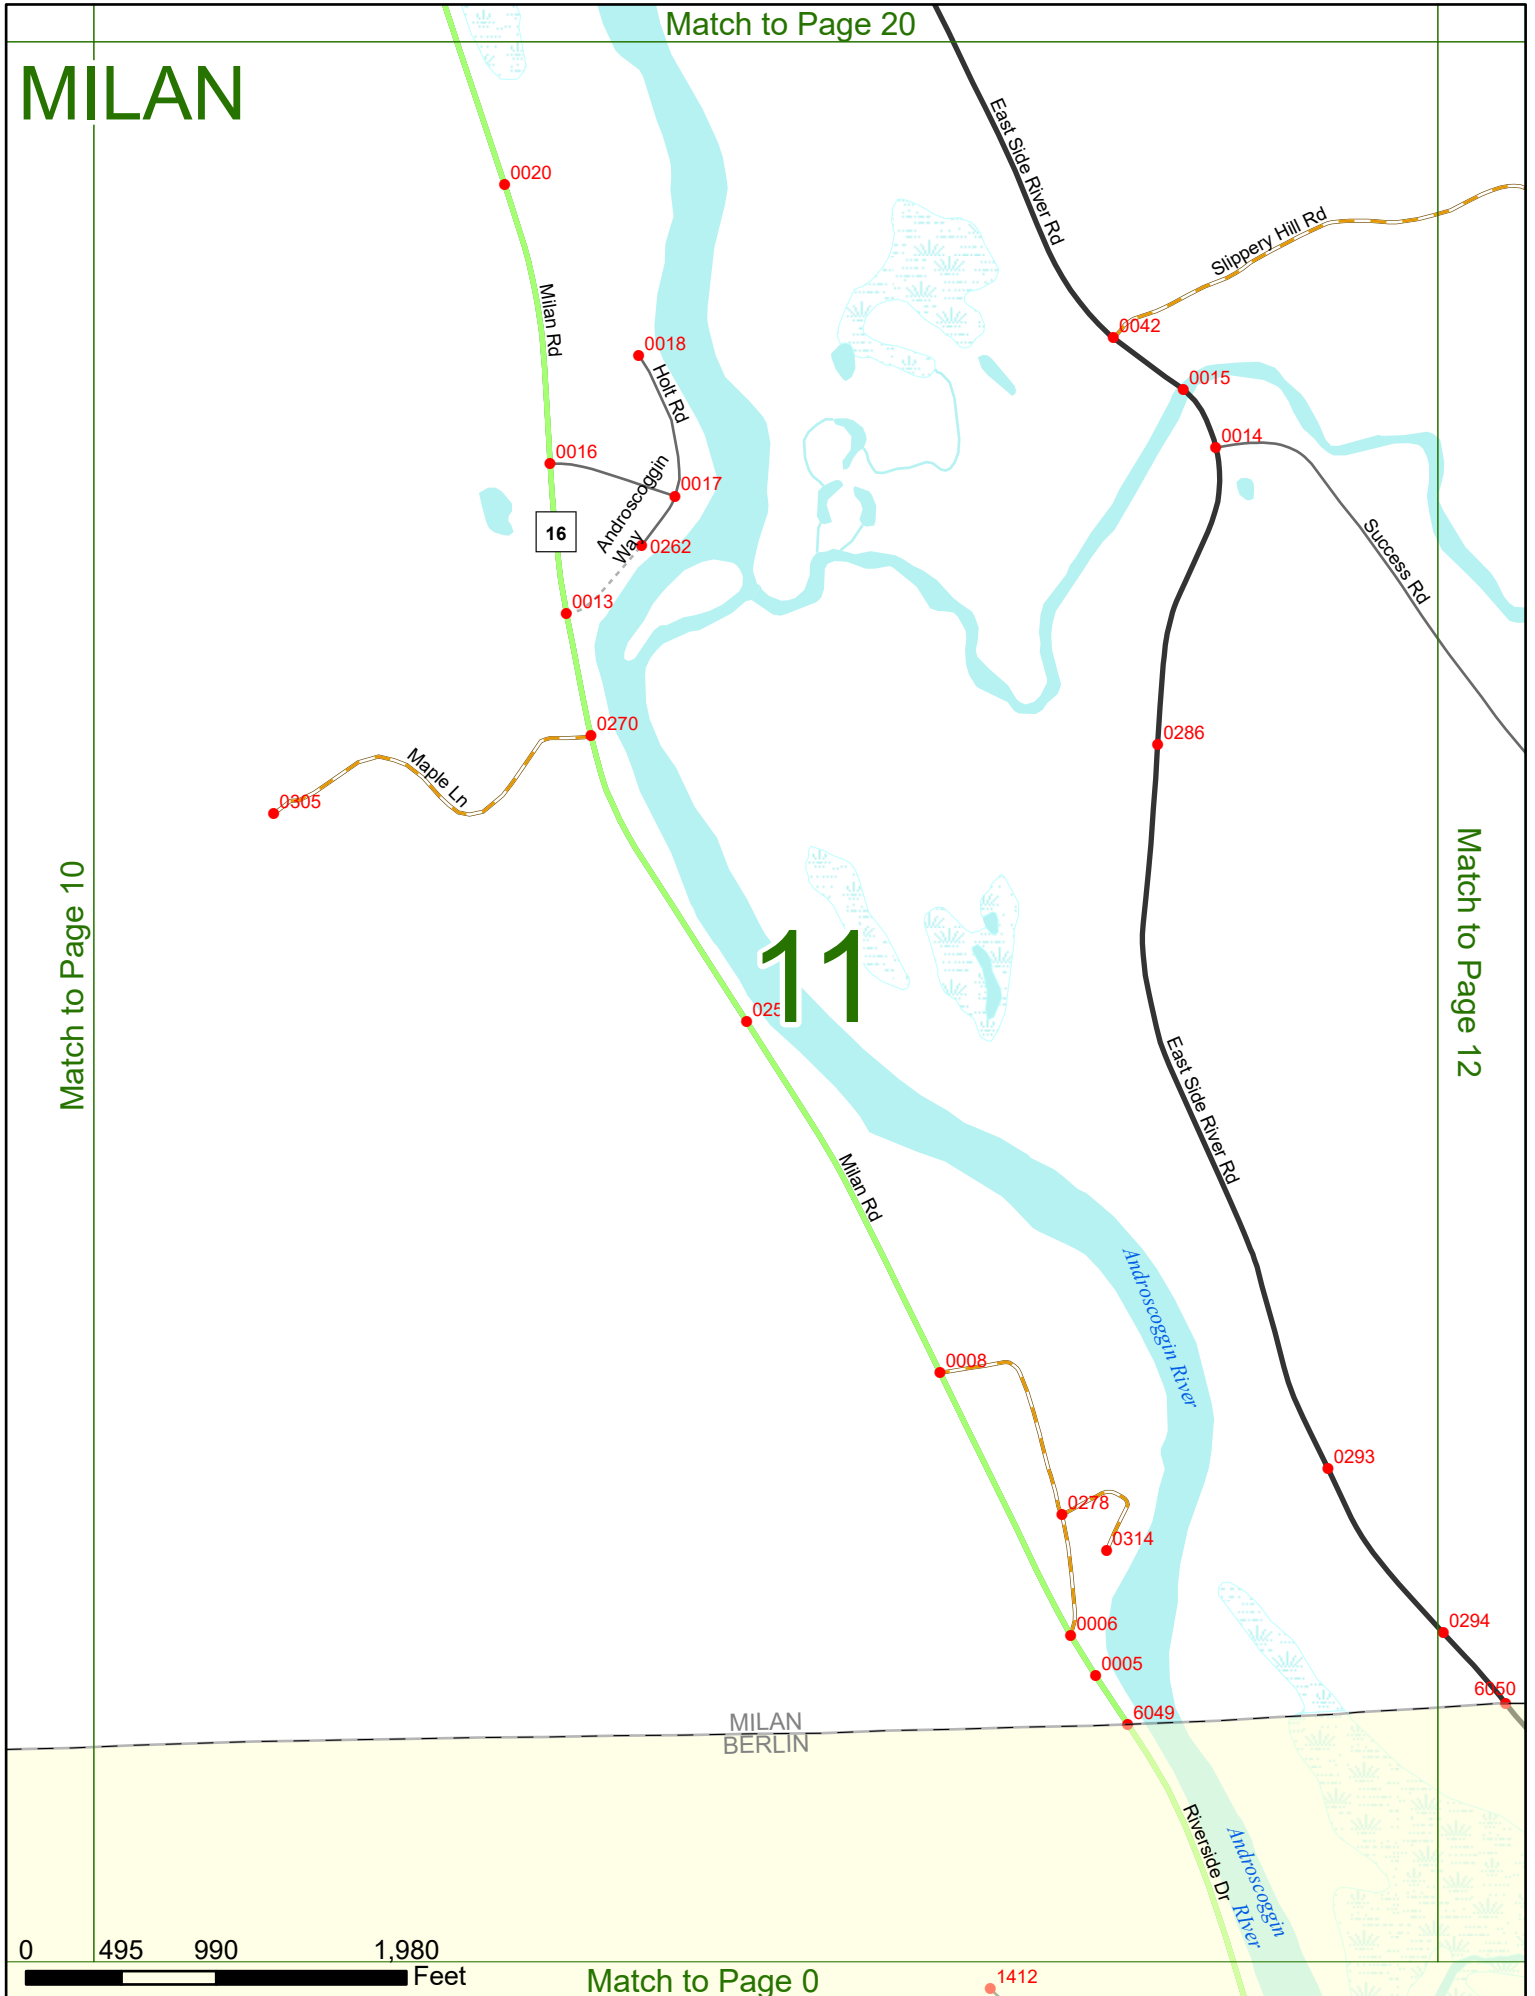 Match to Page 20
MILAN
East Side River Rd
0020
Slippery Hill Rd
Milan Rd
0042
0018
Holt Rd
0015
0014
0016
Androscoggin
Way
0017
16
0262
Success Rd
0013
0270
0286
Maple Ln
0305
Match to Page 10
Match to Page 12
11
025
East Side River Rd
Milan Rd
Androscoggin River
0008
0293
0278
0314
0006
0294
0005
6050
6049
MILAN
BERLIN
Riverside Dr
Androscoggin
RIver
0 495 990 1,980
Feet
Match to Page 0
1412